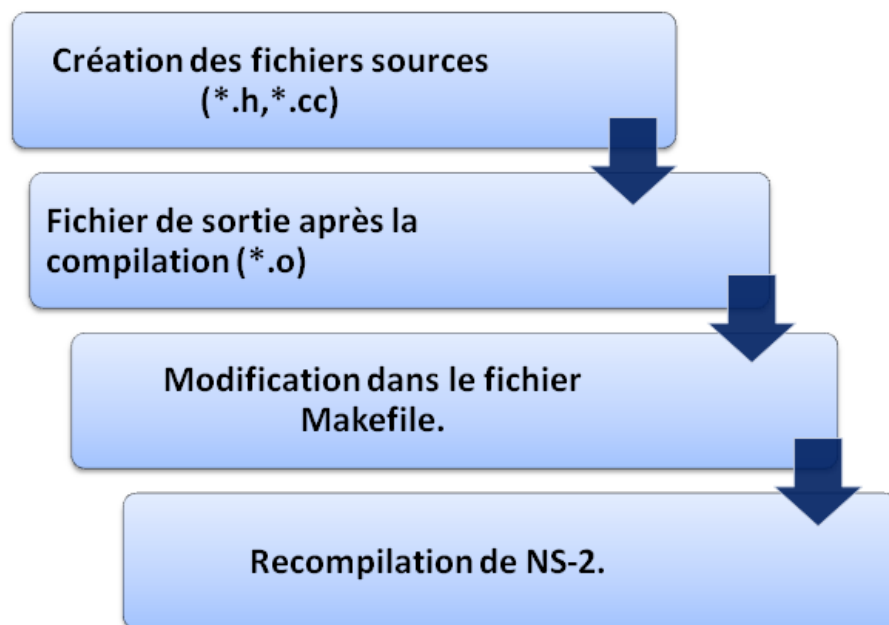 Création des fichiers sources
(*.h,*.cc)
Fichier de sortie après la
compilation (*.o)
Modification dans le fichier
Makefile.
Recompilation de NS-2.